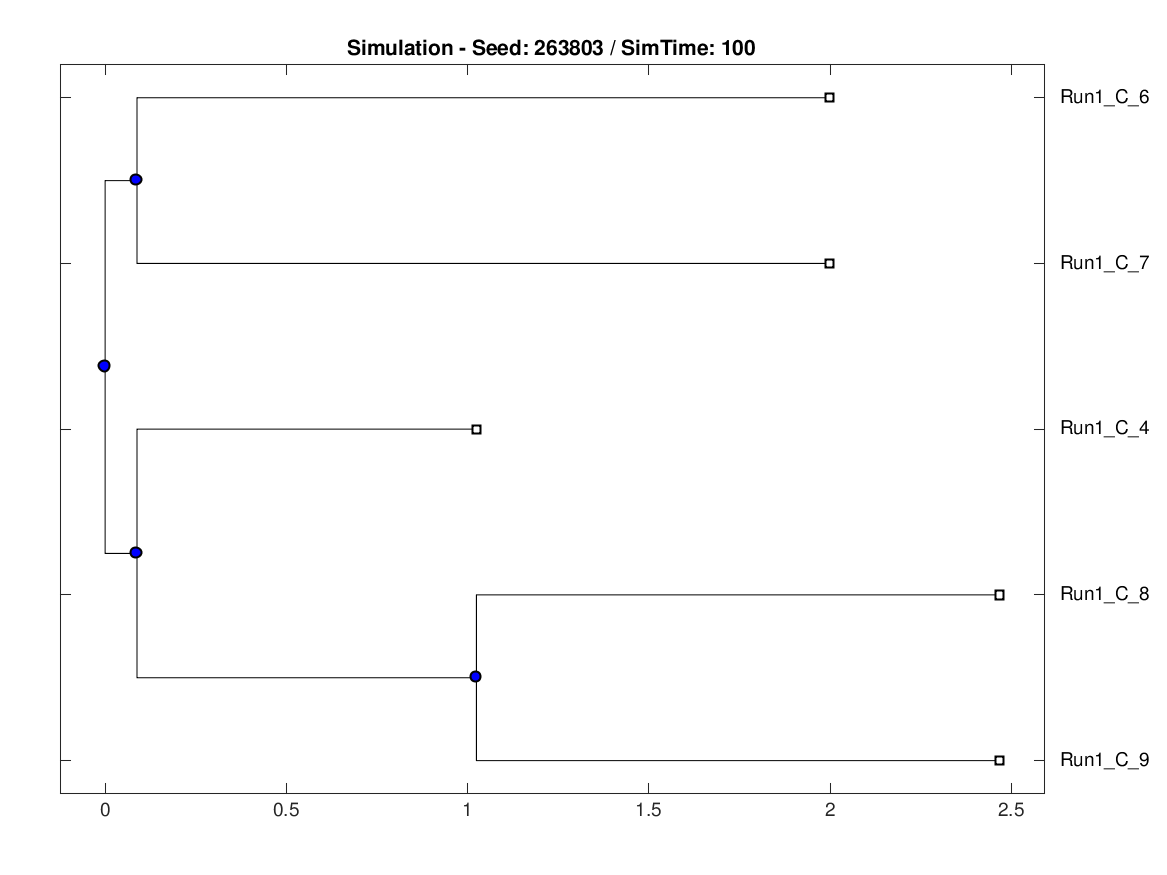 Simulation - Seed: 263803 / SimTime: 100
Run1_C_6
Run1_C_7
Run1_C_4
Run1_C_8
Run1_C_9
0 0.5 1 1.5 2 2.5